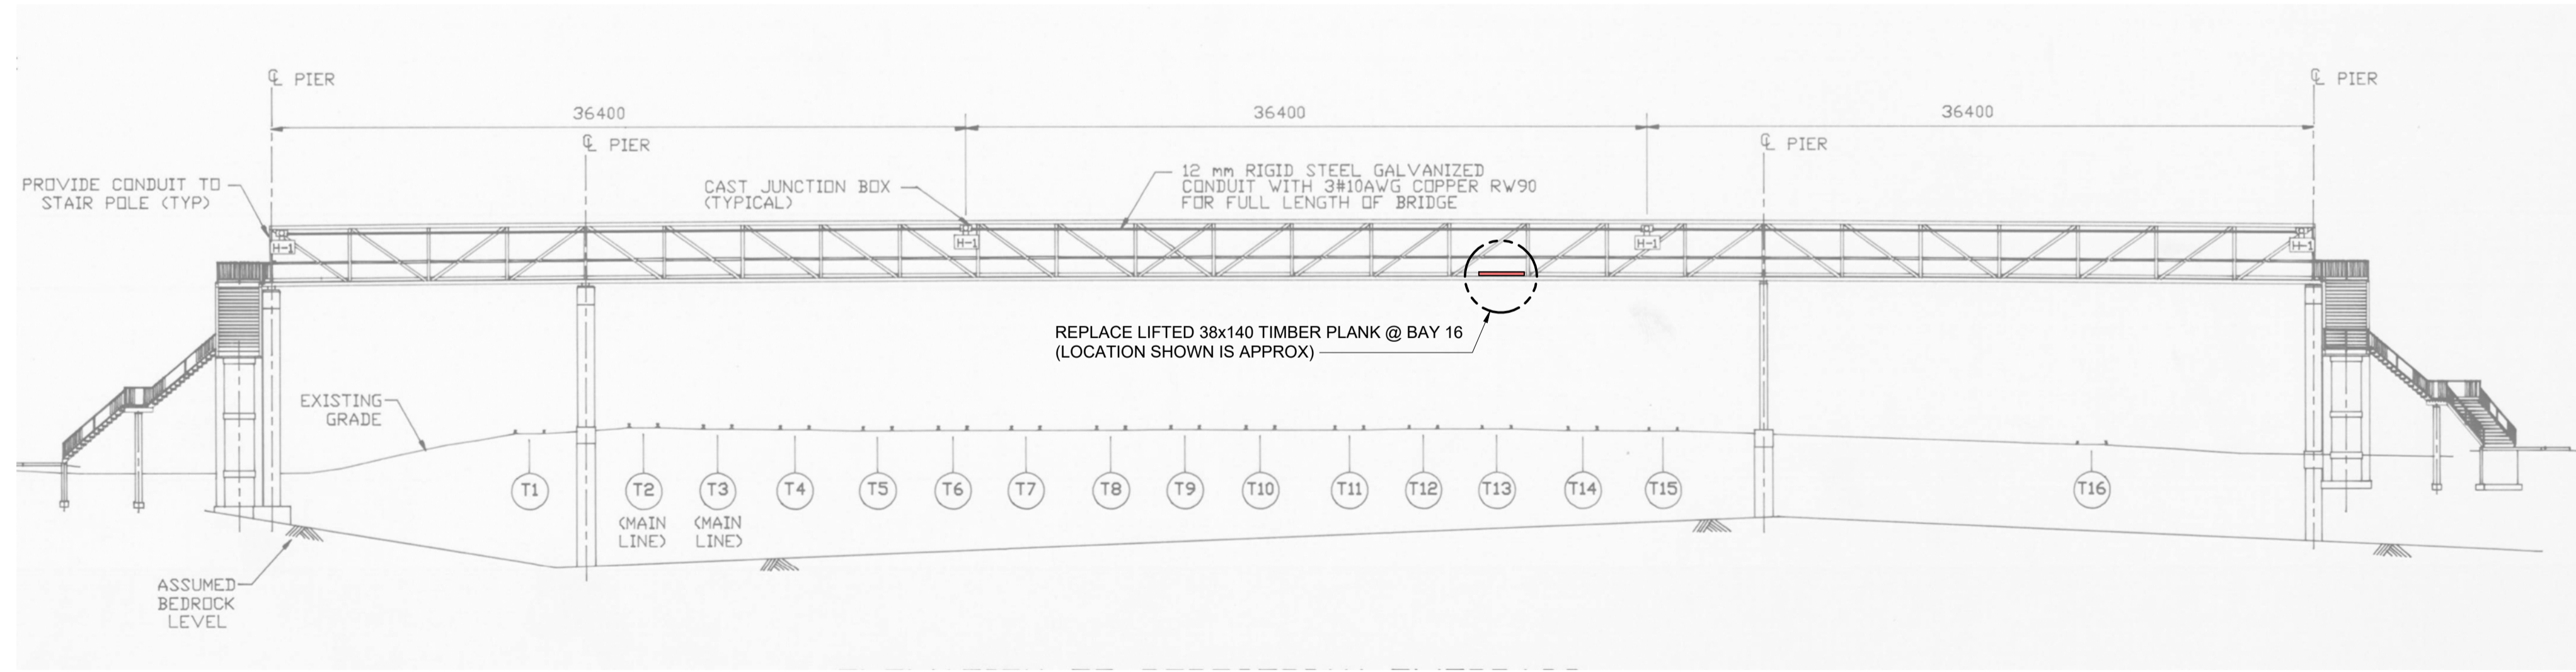 ℄ PIER
℄ PIER
36400
36400
36400
℄ PIER
℄ PIER
PROVIDE CONDUIT TO
STAIR POLE (TYP)
CAST JUNCTION BOX
(TYPICAL)
12 mm RIGID STEEL GALVANIZED
CONDUIT WITH 3#10AWG COPPER RW90
FOR FULL LENGTH OF BRIDGE
H-1
H-1
H-1
H-1
REPLACE LIFTED 38x140 TIMBER PLANK @ BAY 16
(LOCATION SHOWN IS APPROX)
EXISTING
GRADE
T1
T2
T3
T4
T5
T6
T7
T8
T9
T10
T11
T12
T13
T14
T15
T16
(MAIN
LINE)
(MAIN
LINE)
ASSUMED
BEDROCK
LEVEL